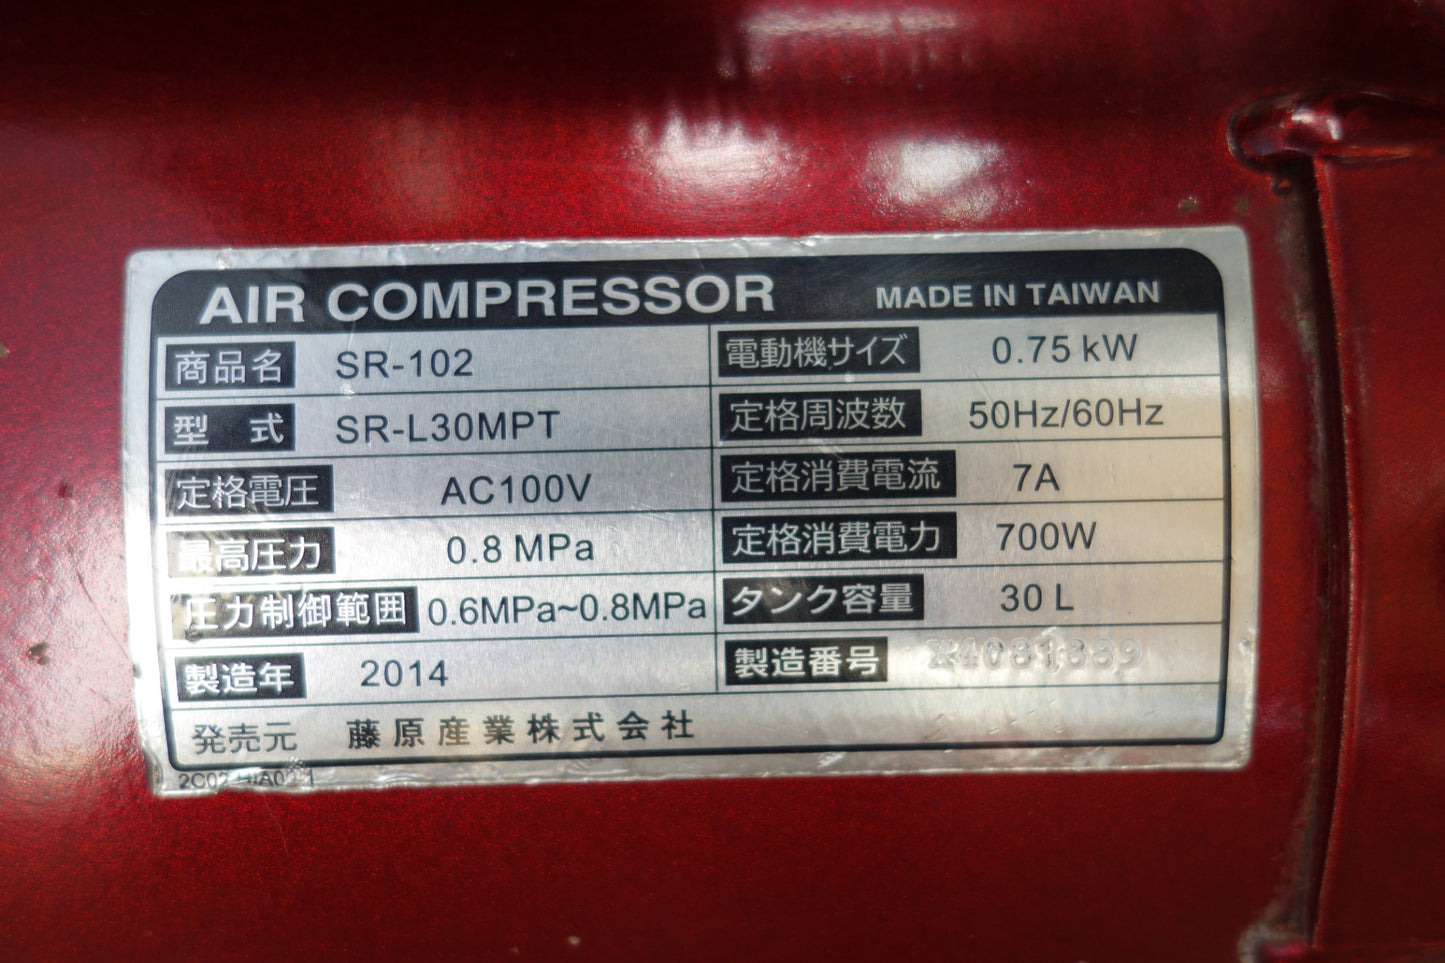 AIR COMPRESSOR MADE IN TAIWAN
商品名 SR-102 電動機サイズ 0.75 kW
型 式 SR-L30MPT 定格周波数 50Hz/60Hz
定格電圧 AC100V 定格消費電流 7A
最高圧力 0.8 MPa 定格消費電力 700W
圧力制御範囲 0.6MPa~0.8MPa タンク容量 30 L
製造年 2014 製造番号
発売元 藤原産業株式会社